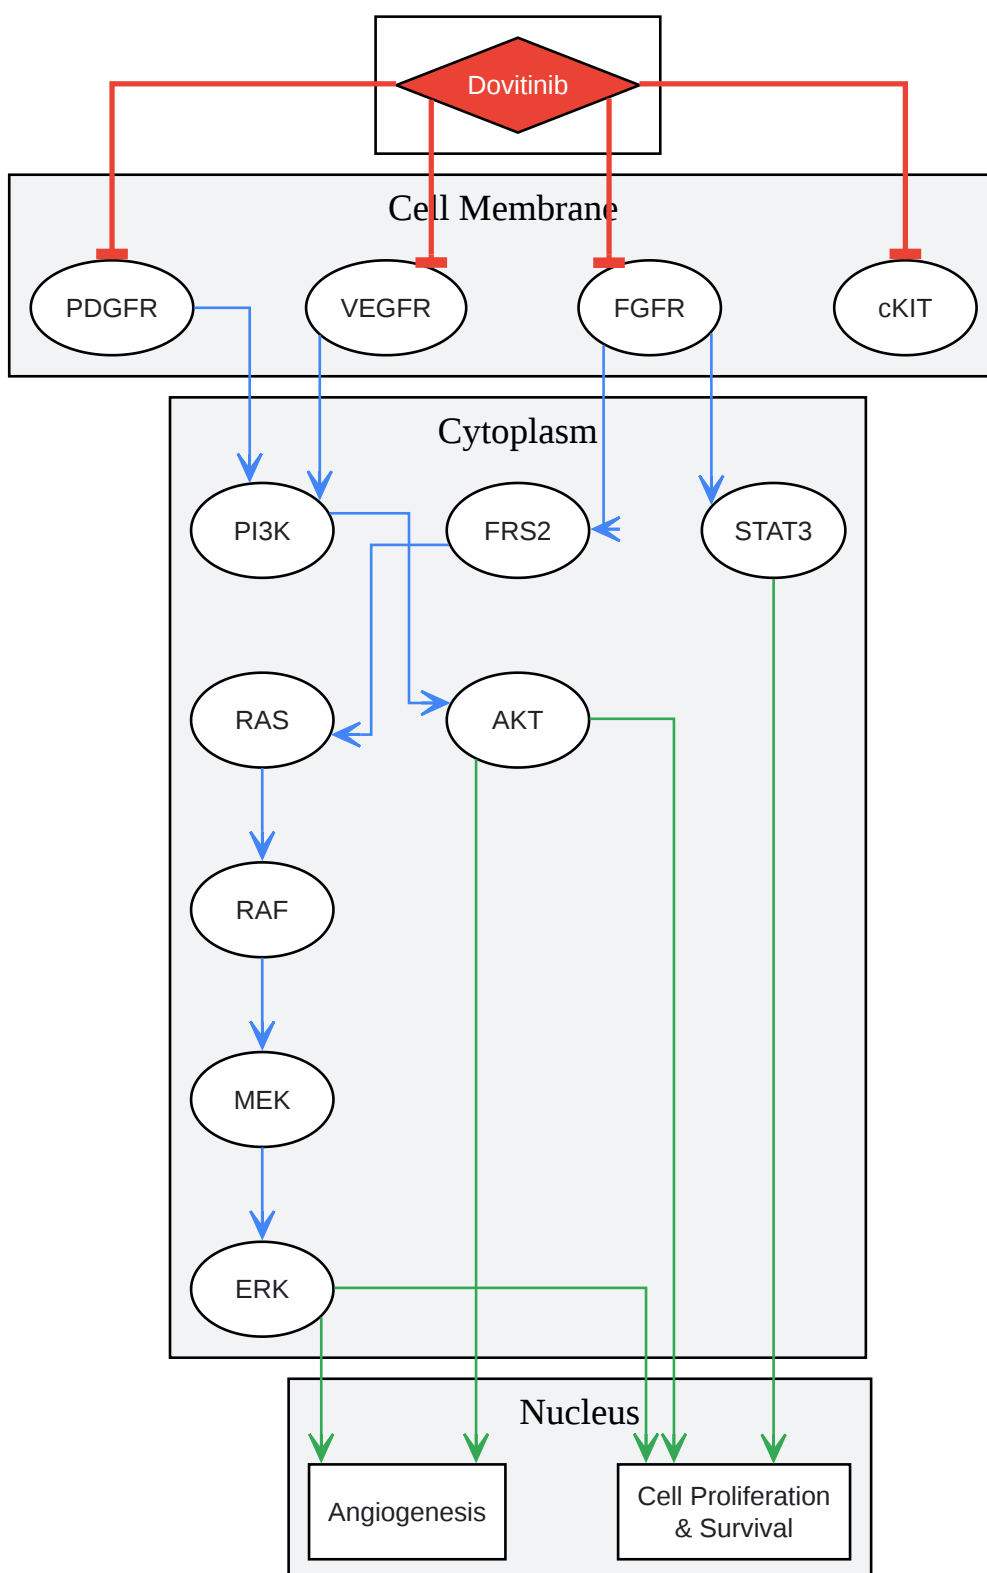 Dovitinib
Cell Membrane
PDGFR
VEGFR
FGFR
cKIT
Cytoplasm
PI3K
FRS2
STAT3
RAS
AKT
RAF
MEK
ERK
Nucleus
Angiogenesis
Cell Proliferation
& Survival